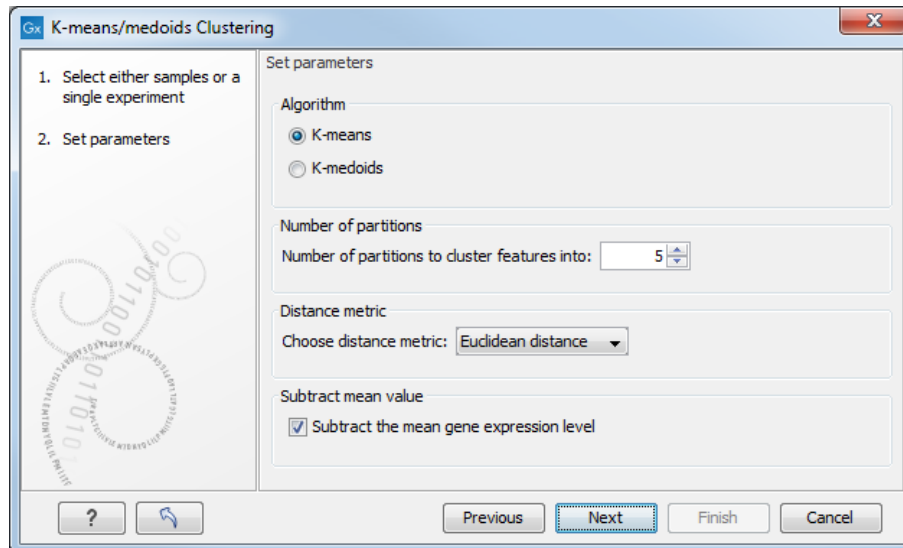 Gx K-means/medoids Clustering
1. Select either samples or a
single experiment
2. Set parameters
Set parameters
Algorithm
K-means
K-medoids
Number of partitions
Number of partitions to cluster features into: 5
Distance metric
Choose distance metric: Euclidean distance
Subtract mean value
Subtract the mean gene expression level
? Previous Next Finish Cancel